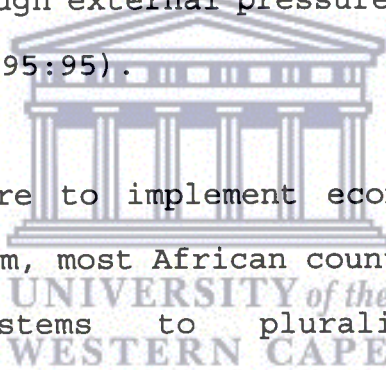 ugh external pressure
95:95).
re to implement econ
m, most African coun
UNIVERSITY of the
stems to plurali
WESTERN CAPE